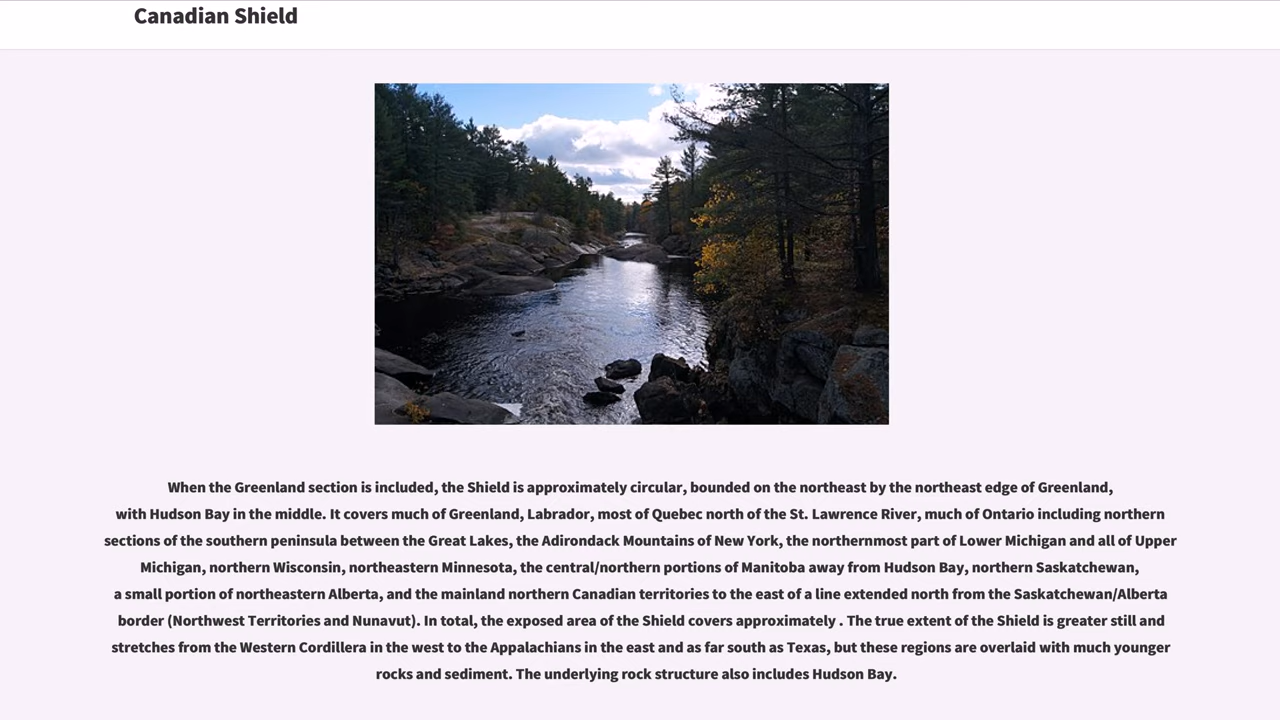 Canadian Shield
When the Greenland section is included, the Shield is approximately circular, bounded on the northeast by the northeast edge of Greenland,
with Hudson Bay in the middle. It covers much of Greenland, Labrador, most of Quebec north of the St. Lawrence River, much of Ontario including northern
sections of the southern peninsula between the Great Lakes, the Adirondack Mountains of New York, the northernmost part of Lower Michigan and all of Upper
Michigan, northern Wisconsin, northeastern Minnesota, the central/northern portions of Manitoba away from Hudson Bay, northern Saskatchewan,
a small portion of northeastern Alberta, and the mainland northern Canadian territories to the east of a line extended north from the Saskatchewan/Alberta
border (Northwest Territories and Nunavut). In total, the exposed area of the Shield covers approximately . The true extent of the Shield is greater still and
stretches from the Western Cordillera in the west to the Appalachians in the east and as far south as Texas, but these regions are overlaid with much younger
rocks and sediment. The underlying rock structure also includes Hudson Bay.